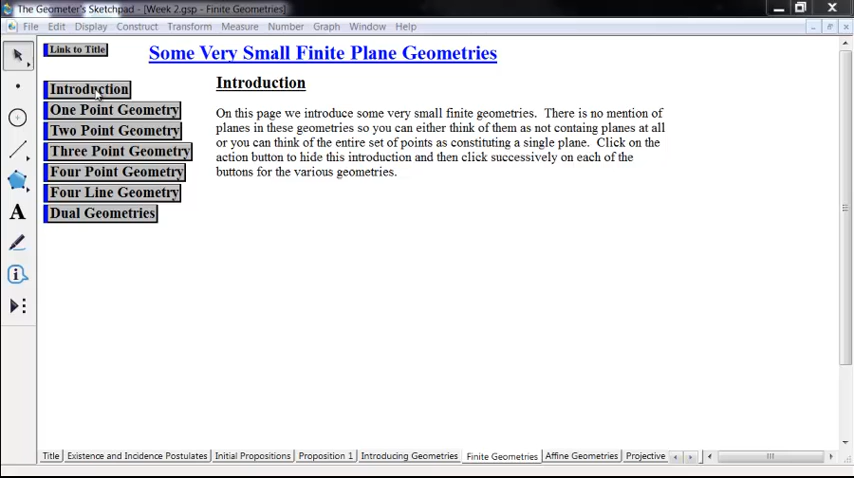 The Geometer's Sketchpad - [Week 2.gsp - Finite Geometries]
File Edit Display Construct Transform Measure Number Graph Window Help
Link to Title
Some Very Small Finite Plane Geometries
Introduction
One Point Geometry
Two Point Geometry
Three Point Geometry
Four Point Geometry
Four Line Geometry
Dual Geometries
Introduction
On this page we introduce some very small finite geometries. There is no mention of
planes in these geometries so you can either think of them as not containg planes at all
or you can think of the entire set of points as constituting a single plane. Click on the
action button to hide this introduction and then click successively on each of the
buttons for the various geometries.
A
Title Existence and Incidence Postulates Initial Propositions Proposition 1 Introducing Geometries Finite Geometries Affine Geometries Projective